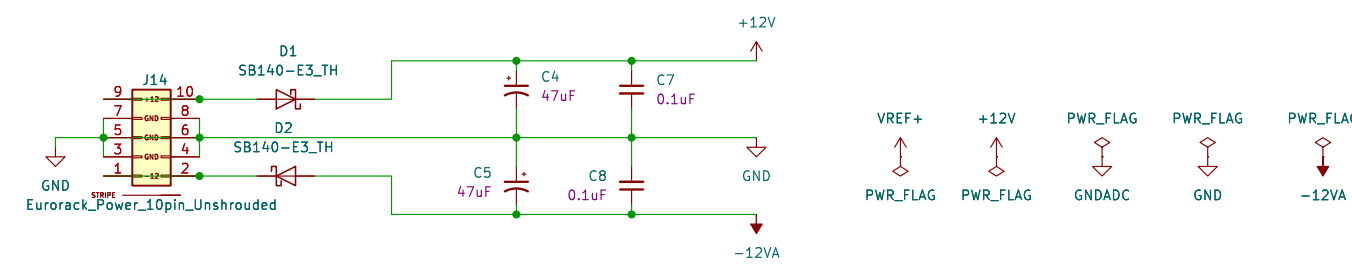 +12V
D1
SB140-E3_TH
J14
9 +12 10
7 GND 8
5 GND 6
3 GND 4
1 -12 2
STRIPE
Eurorack_Power_10pin_Unshrouded
GND
D2
SB140-E3_TH
+
C4
47uF
C7
0.1uF
C5
47uF
+
C8
0.1uF
GND
-12VA
VREF+
PWR_FLAG
+12V
PWR_FLAG
PWR_FLAG
GNDADC
PWR_FLAG
GND
PWR_FLA
-12VA